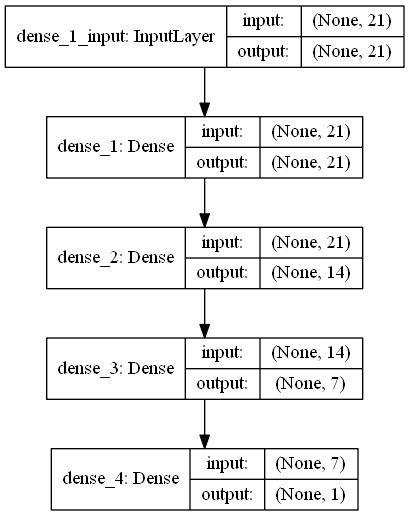 dense_1_input: InputLayer
input:
(None, 21)
output:
(None, 21)
dense_1: Dense
input:
(None, 21)
output:
(None, 21)
dense_2: Dense
input:
(None, 21)
output:
(None, 14)
dense_3: Dense
input:
(None, 14)
output:
(None, 7)
dense_4: Dense
input:
(None, 7)
output:
(None, 1)